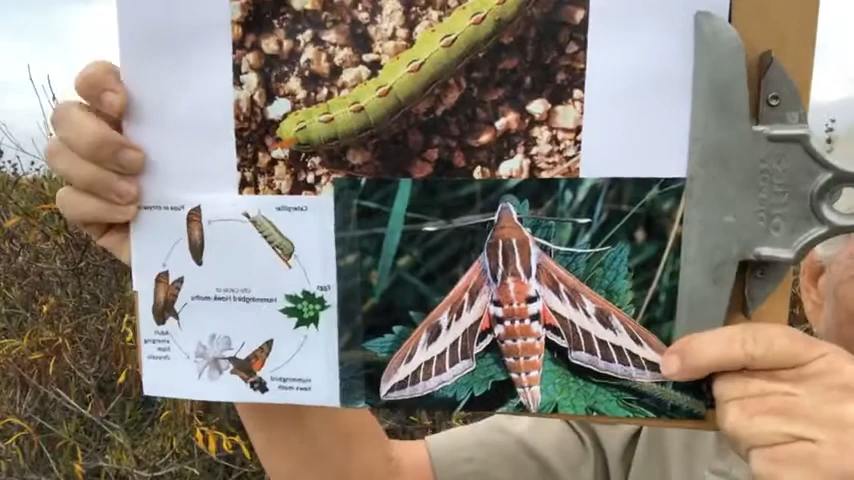 Caterpillar
Pupa or chrysalis
Eggs
Life Cycle of
Hummingbird Hawk-moths
Adult
emerging
from
chrysalis
Hummingbird
hawk moth